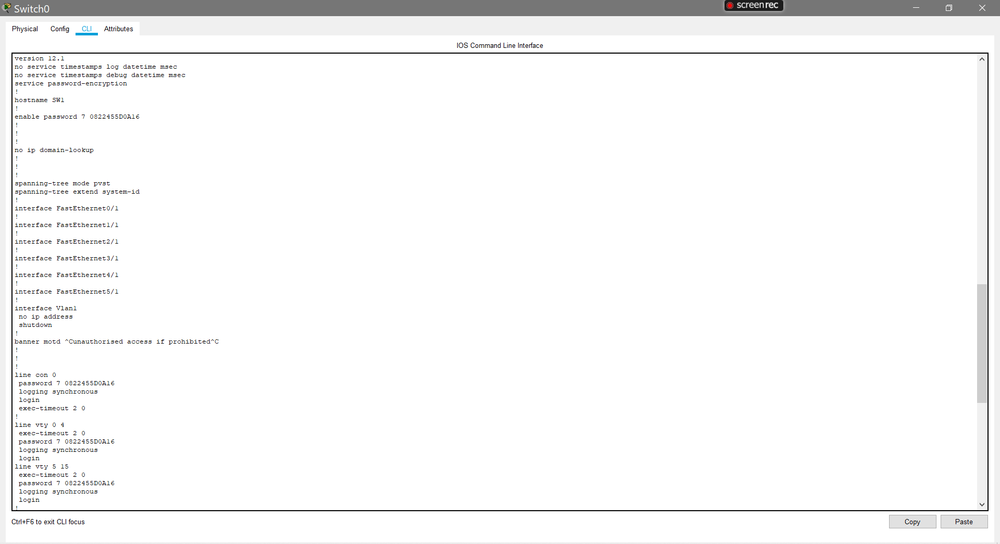 Switch0
screenrec
Physical Config CLI Attributes
IOS Command Line Interface
version 12.1
no service timestamps log datetime msec
no service timestamps debug datetime msec
service password-encryption
!
hostname SW1
!
enable password 7 0822455D0A16
!
!
!
no ip domain-lookup
!
!
!
spanning-tree mode pvst
spanning-tree extend system-id
!
interface FastEthernet0/1
!
interface FastEthernet1/1
!
interface FastEthernet2/1
!
interface FastEthernet3/1
!
interface FastEthernet4/1
!
interface FastEthernet5/1
!
interface Vlan1
 no ip address
 shutdown
!
banner motd ^Cunauthorised access if prohibited^C
!
!
!
line con 0
 password 7 0822455D0A16
 logging synchronous
 login
 exec-timeout 2 0
!
line vty 0 4
 exec-timeout 2 0
 password 7 0822455D0A16
 logging synchronous
 login
line vty 5 15
 exec-timeout 2 0
 password 7 0822455D0A16
 logging synchronous
 login
!
Ctrl+F6 to exit CLI focus
Copy Paste